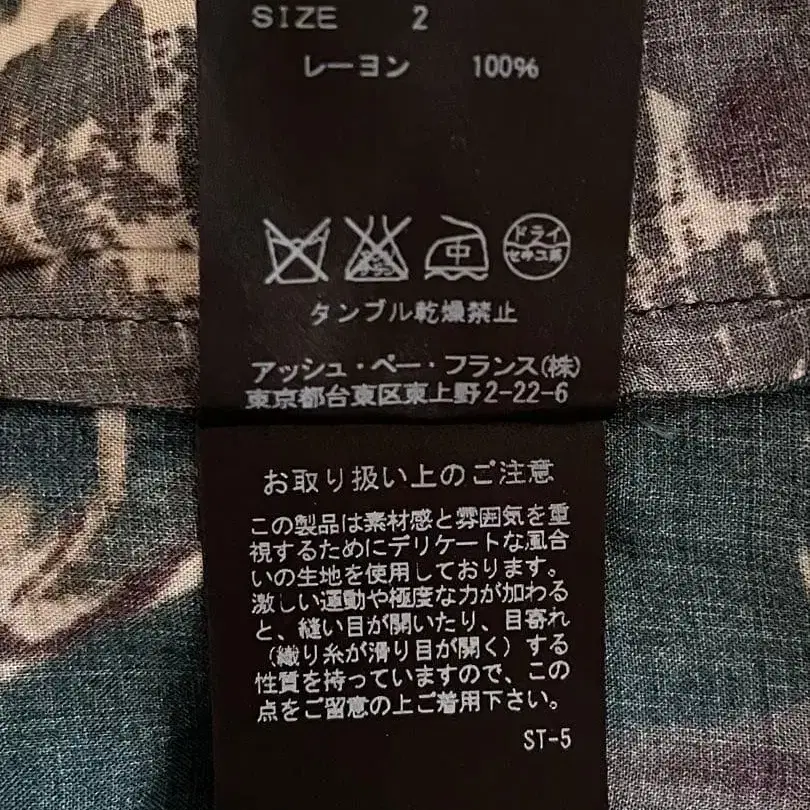 SIZE 2
レーヨン 100%
中
ドライ
セキユ系
タンブル乾燥禁止
アッシュ・ペー・フランス(株)
東京都台東区東上野2-22-6
お取り扱い上のご注意
この製品は素材感と雰囲気を重
視するためにデリケートな風合
いの生地を使用しております。
激しい運動や極度な力が加わる
と、縫い目が開いたり、目寄れ
(織り糸が滑り目が開く)する
性質を持っていますので、この
点をご留意の上ご着用下さい。
ST-5